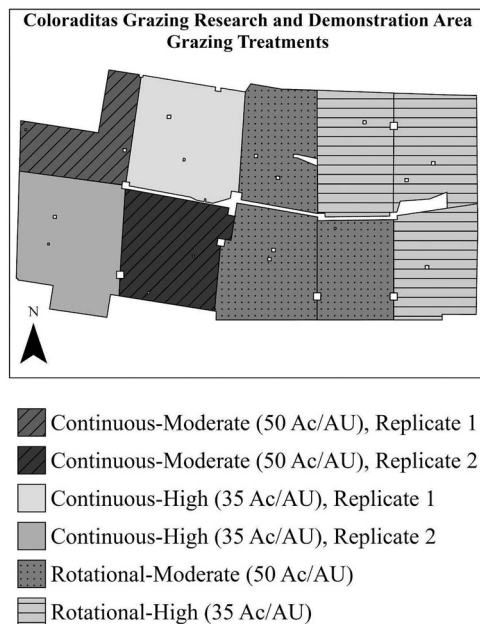 Coloraditas Grazing Research and Demonstration Area
Grazing Treatments
N
Continuous-Moderate (50 Ac/AU), Replicate 1
Continuous-Moderate (50 Ac/AU), Replicate 2
Continuous-High (35 Ac/AU), Replicate 1
Continuous-High (35 Ac/AU), Replicate 2
Rotational-Moderate (50 Ac/AU)
Rotational-High (35 Ac/AU)